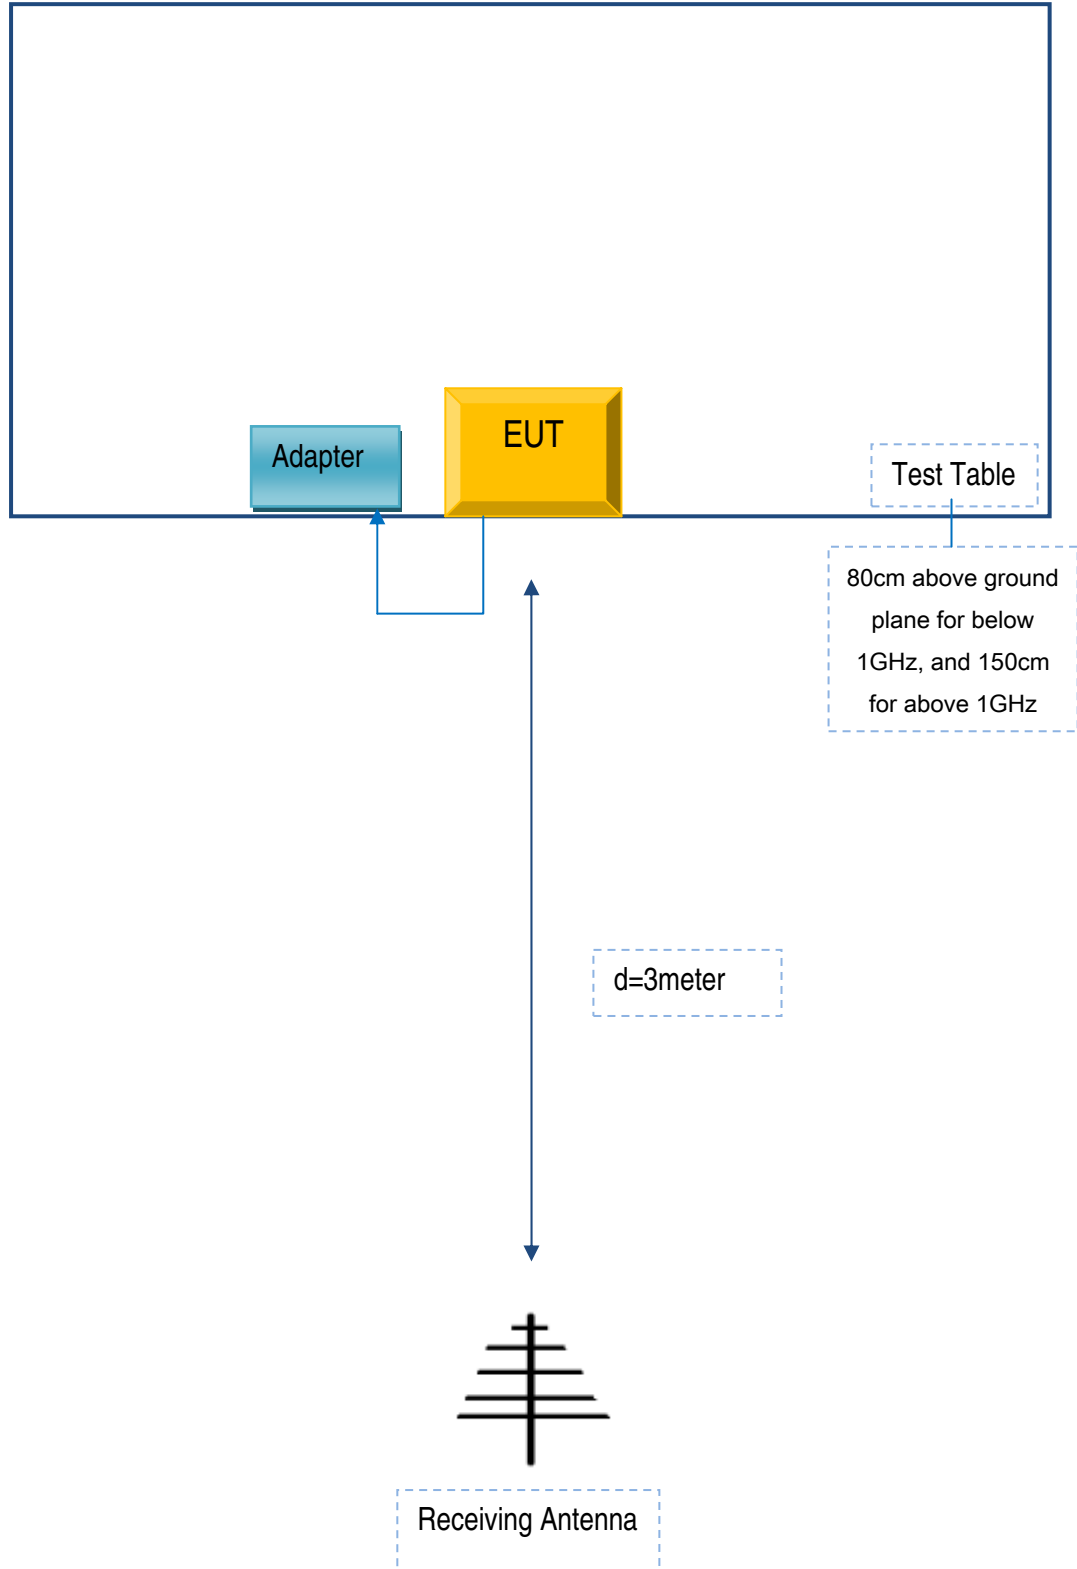 EUT
Adapter
Test Table
80cm above ground
plane for below
1GHz, and 150cm
for above 1GHz
d=3meter
Receiving Antenna